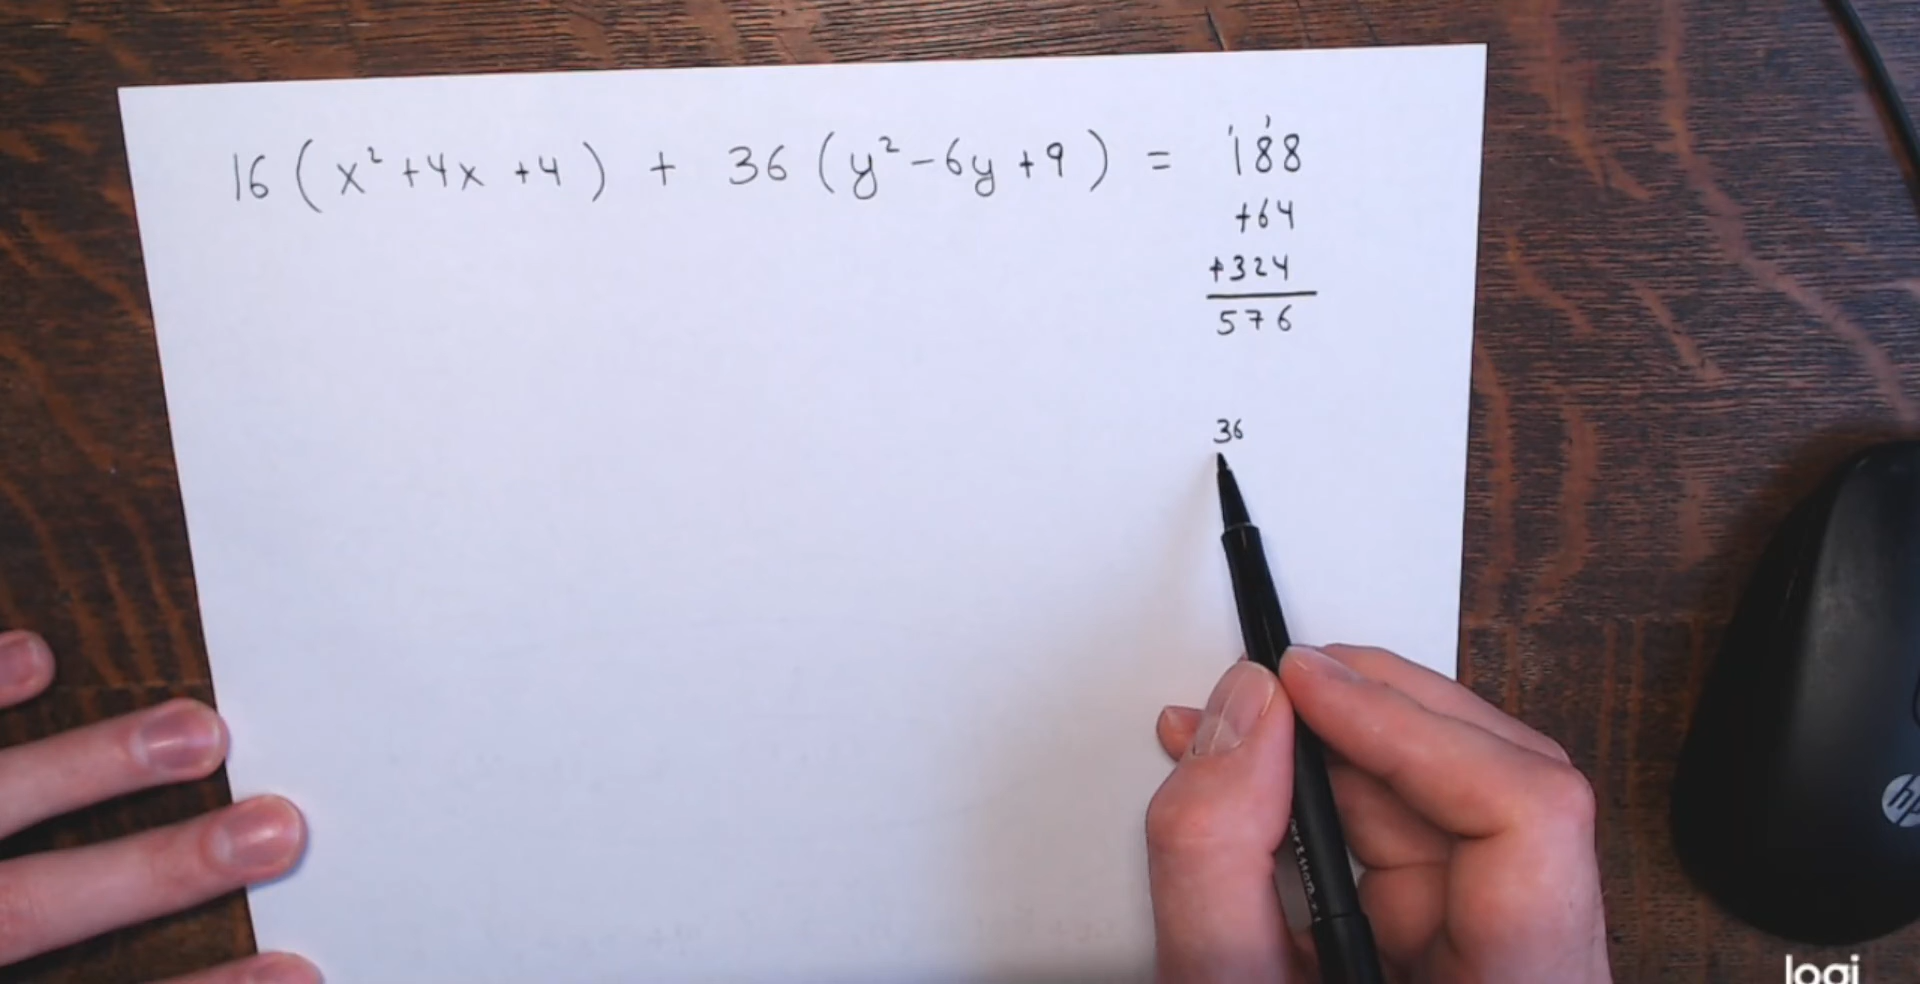 16(x²+4x+4) + 36(y²-6y+9) = 188
+64
+324
576
36
hp
logi